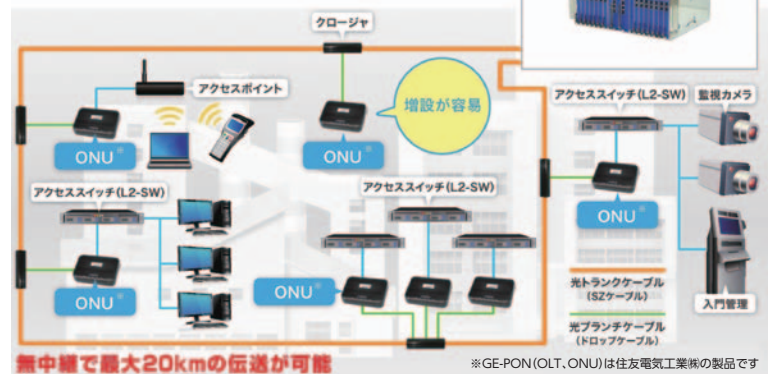 クロージャ
アクセスポイント
増設が容易
アクセススイッチ(L2-SW)
監視カメラ
ONU※
ONU※
アクセススイッチ(L2-SW)
アクセススイッチ(L2-SW)
ONU※
ONU※
ONU※
光トランクケーブル
(SZケーブル)
光ブランチケーブル
(ドロップケーブル)
入門管理
無中継で最大20kmの伝送が可能
※GE-PON(OLT、ONU)は住友電気工業㈱の製品です